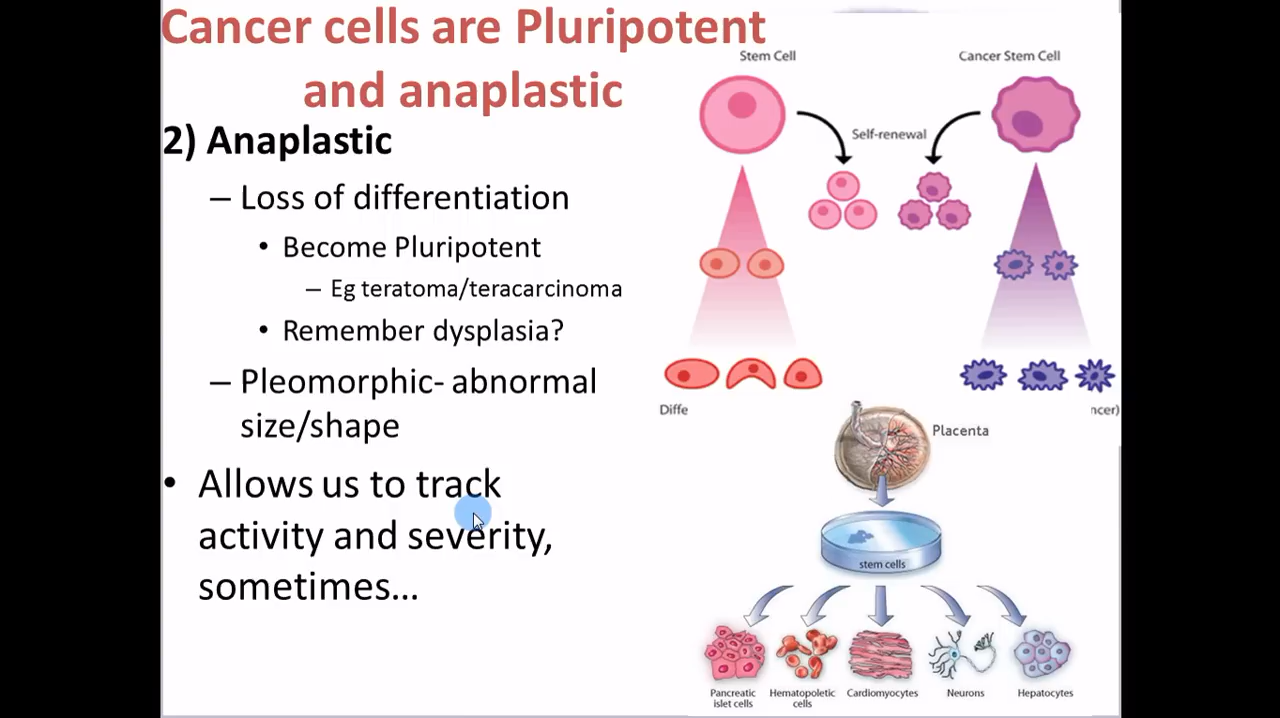 Cancer cells are Pluripotent
and anaplastic
2) Anaplastic
– Loss of differentiation
• Become Pluripotent
– Eg teratoma/teracarcinoma
• Remember dysplasia?
– Pleomorphic- abnormal
size/shape
• Allows us to track
activity and severity,
sometimes...
Stem Cell
Cancer Stem Cell
Self-renewal
Diffe
ncer)
Placenta
stem cells
Pancreatic
islet cells
Hematopoletic
cells
Cardiomyocytes
Neurons
Hepatocytes